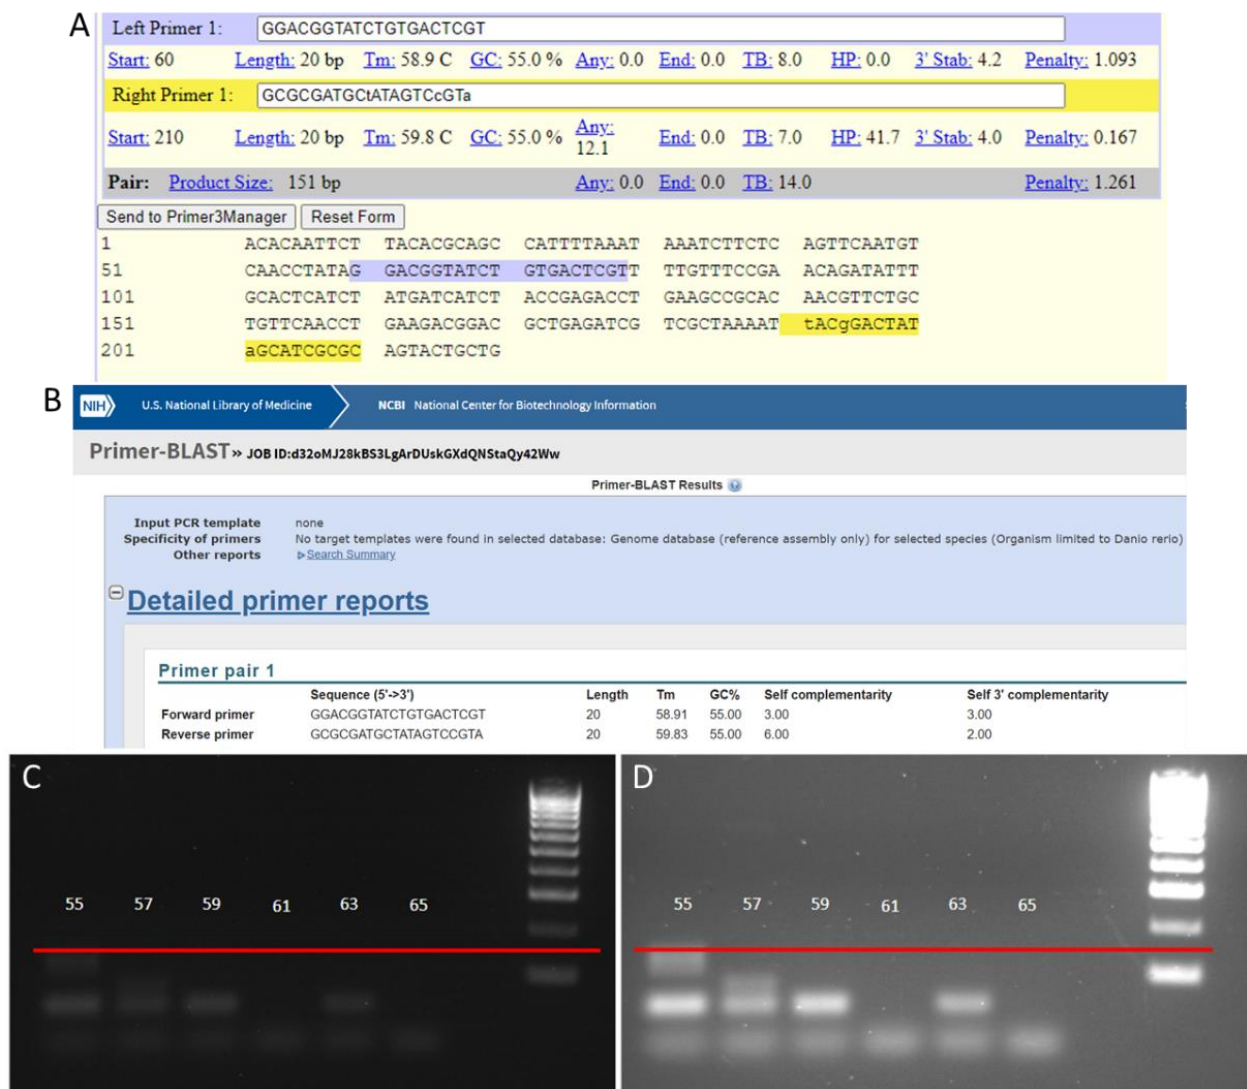 A
Left Primer 1: GGACGGTATCTGTGACTCGT
Start: 60 Length: 20 bp Tm: 58.9 C GC: 55.0 % Any: 0.0 End: 0.0 TB: 8.0 HP: 0.0 3' Stab: 4.2 Penalty: 1.093
Right Primer 1: GCGCGATGCtATAGTCcGTa
Start: 210 Length: 20 bp Tm: 59.8 C GC: 55.0 % Any: 12.1 End: 0.0 TB: 7.0 HP: 41.7 3' Stab: 4.0 Penalty: 0.167
Pair: Product Size: 151 bp Any: 0.0 End: 0.0 TB: 14.0 Penalty: 1.261
Send to Primer3Manager Reset Form
1 ACACAATTCT TACACGCAGC CATTTTAAAT AAATCTTCTC AGTTCAATGT
51 CAACCTATAG GACGGTATCT GTGACTCGTT TTGTTTCCGA ACAGATATTT
101 GCACTCATCT ATGATCATCT ACCGAGACCT GAAGCCGCAC AACGTTCTGC
151 TGTTCAACCT GAAGACGGAC GCTGAGATCG TCGCTAAAAT tACgGACTAT
201 aGCATCGCGC AGTACTGCTG
B
NIH U.S. National Library of Medicine NCBI National Center for Biotechnology Information
Primer-BLAST » JOB ID:d32oMJ28kBS3LgArDUskGXdQNStaQy42Ww
Primer-BLAST Results
Input PCR template none
Specificity of primers No target templates were found in selected database: Genome database (reference assembly only) for selected species (Organism limited to Danio rerio)
Other reports Search Summary
Detailed primer reports
Primer pair 1
Sequence (5'->3') Length Tm GC% Self complementarity Self 3' complementarity
Forward primer GGACGGTATCTGTGACTCGT 20 58.91 55.00 3.00 3.00
Reverse primer GCGCGATGCTATAGTCCGTA 20 59.83 55.00 6.00 2.00
C
55 57 59 61 63 65
D
55 57 59 61 63 65